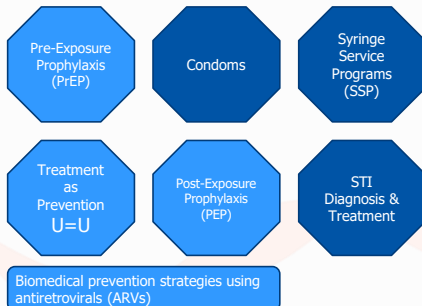 Pre-Exposure
Prophylaxis
(PrEP)
Condoms
Syringe
Service
Programs
(SSP)
Treatment
as
Prevention
U=U
Post-Exposure
Prophylaxis
(PEP)
STI
Diagnosis &
Treatment
Biomedical prevention strategies using
antiretrovirals (ARVs)